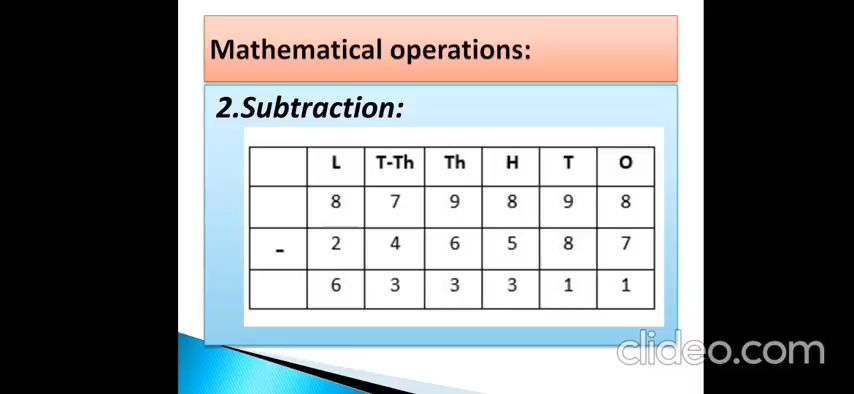 Mathematical operations:
2.Subtraction:
L T-Th Th H T O
8 7 9 8 9 8
- 2 4 6 5 8 7
6 3 3 3 1 1
clideo.com